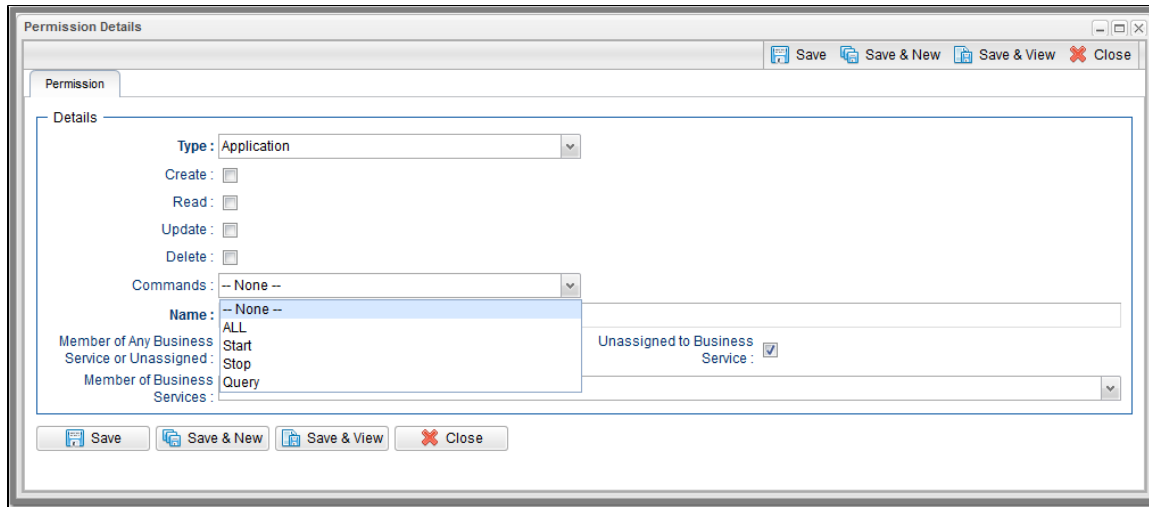 Permission Details
Save Save & New Save & View Close
Permission
Details
Type : Application
Create :
Read :
Update :
Delete :
Commands : -- None --
Name : -- None --
ALL
Member of Any Business
Service or Unassigned :
Start
Stop
Unassigned to Business
Service :
Member of Business
Services :
Query
Save Save & New Save & View Close